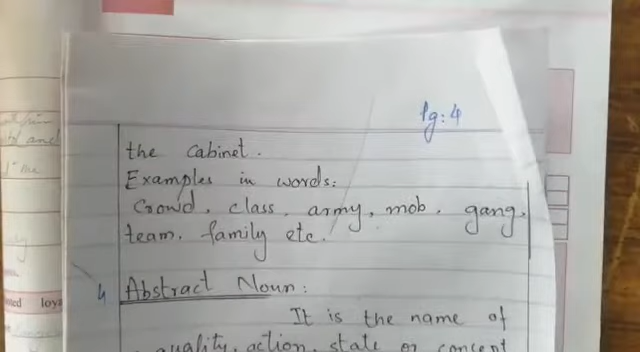 pg: 4
the cabinet.
Examples in words:
Crowd, class, army, mob, gang,
team, family etc.
4 Abstract Noun:
It is the name of
quality, action, state or concept